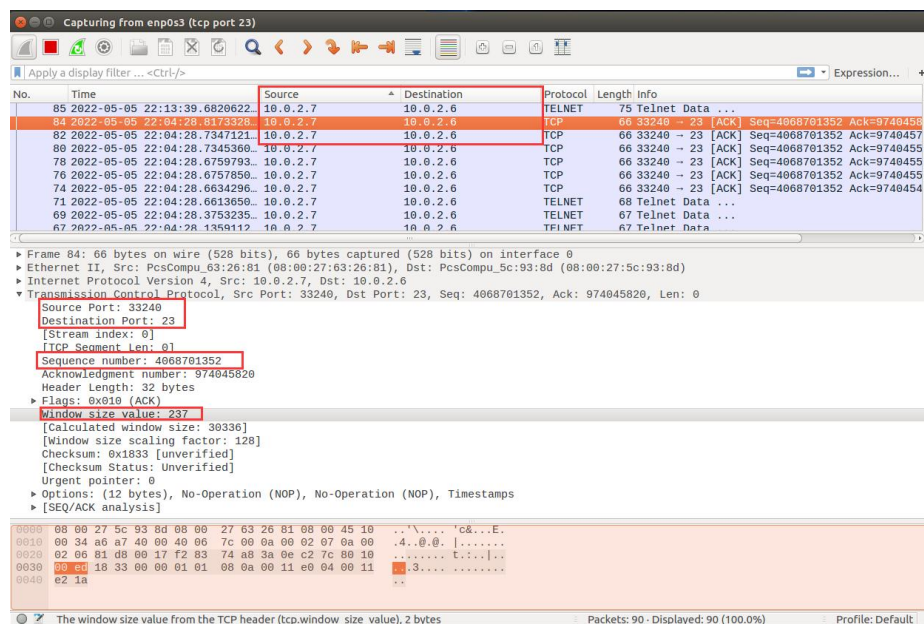 Capturing from enp0s3 (tcp port 23)
Apply a display filter ... <Ctrl-/>
Expression...
+
No. Time Source Destination Protocol Length Info
85 2022-05-05 22:13:39.6820622… 10.0.2.7 10.0.2.6 TELNET 75 Telnet Data ...
84 2022-05-05 22:04:28.8173328… 10.0.2.7 10.0.2.6 TCP 66 33240 → 23 [ACK] Seq=4068701352 Ack=9740458
82 2022-05-05 22:04:28.7347121… 10.0.2.7 10.0.2.6 TCP 66 33240 → 23 [ACK] Seq=4068701352 Ack=9740457
80 2022-05-05 22:04:28.7345360… 10.0.2.7 10.0.2.6 TCP 66 33240 → 23 [ACK] Seq=4068701352 Ack=9740455
78 2022-05-05 22:04:28.6759793… 10.0.2.7 10.0.2.6 TCP 66 33240 → 23 [ACK] Seq=4068701352 Ack=9740455
76 2022-05-05 22:04:28.6757850… 10.0.2.7 10.0.2.6 TCP 66 33240 → 23 [ACK] Seq=4068701352 Ack=9740455
74 2022-05-05 22:04:28.6634296… 10.0.2.7 10.0.2.6 TCP 66 33240 → 23 [ACK] Seq=4068701352 Ack=9740454
71 2022-05-05 22:04:28.6613650… 10.0.2.7 10.0.2.6 TELNET 68 Telnet Data ...
69 2022-05-05 22:04:28.3753235… 10.0.2.7 10.0.2.6 TELNET 67 Telnet Data ...
67 2022-05-05 22:04:28.1359112 10.0.2.7 10.0.2.6 TELNET 67 Telnet Data
Frame 84: 66 bytes on wire (528 bits), 66 bytes captured (528 bits) on interface 0
Ethernet II, Src: PcsCompu_63:26:81 (08:00:27:63:26:81), Dst: PcsCompu_5c:93:8d (08:00:27:5c:93:8d)
Internet Protocol Version 4, Src: 10.0.2.7, Dst: 10.0.2.6
Transmission Control Protocol, Src Port: 33240, Dst Port: 23, Seq: 4068701352, Ack: 974045820, Len: 0
Source Port: 33240
Destination Port: 23
[Stream index: 0]
[TCP Segment Len: 0]
Sequence number: 4068701352
Acknowledgment number: 974045820
Header Length: 32 bytes
Flags: 0x010 (ACK)
Window size value: 237
[Calculated window size: 30336]
[Window size scaling factor: 128]
Checksum: 0x1833 [unverified]
[Checksum Status: Unverified]
Urgent pointer: 0
Options: (12 bytes), No-Operation (NOP), No-Operation (NOP), Timestamps
[SEQ/ACK analysis]
0000 08 00 27 5c 93 8d 08 00 27 63 26 81 08 00 45 10 ..'\.... 'c&...E.
0010 00 34 a6 a7 40 00 40 06 7c 00 0a 00 02 07 0a 00 .4..@.@. |.......
0020 02 06 81 d8 00 17 f2 83 74 a8 3a 0e c2 7c 80 10 ........ t.:..|..
0030 00 ed 18 33 00 00 01 01 08 0a 00 11 e0 04 00 11 ...3.... ........
0040 e2 1a ..
The window size value from the TCP header (tcp.window_size_value), 2 bytes
Packets: 90 · Displayed: 90 (100.0%)
Profile: Default